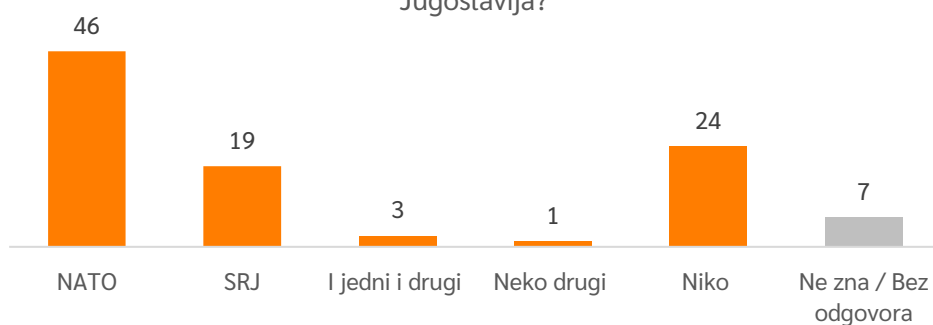 Jugoslavija?
46
19
3
1
24
7
NATO
SRJ
I jedni i drugi
Neko drugi
Niko
Ne zna / Bez
odgovora